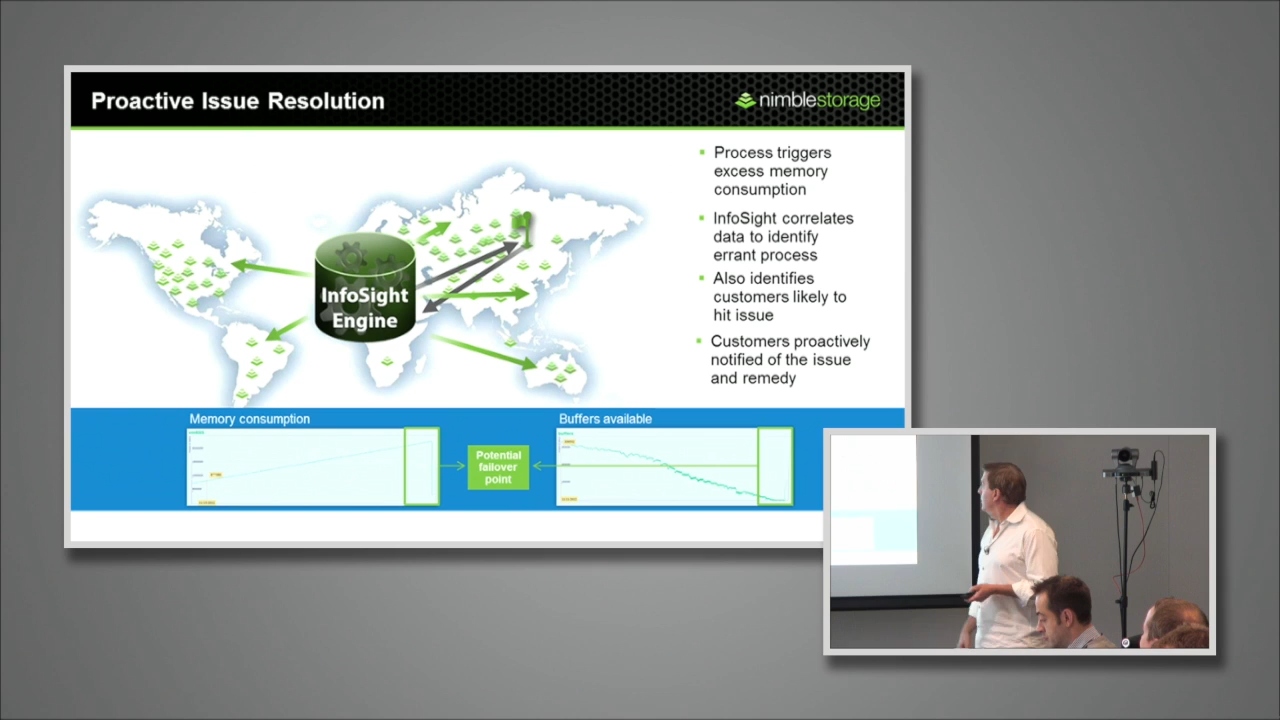 Proactive Issue Resolution
nimblestorage
Process triggers
excess memory
consumption
InfoSight correlates
data to identify
errant process
Also identifies
customers likely to
hit issue
Customers proactively
notified of the issue
and remedy
InfoSight
Engine
Memory consumption
Buffers available
Potential
failover
point